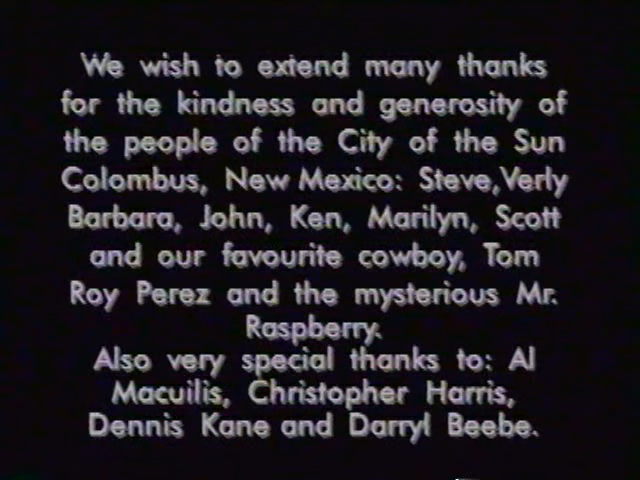 We wish to extend many thanks
for the kindness and generosity of
the people of the City of the Sun
Colombus, New Mexico: Steve,Verly
Barbara, John, Ken, Marilyn, Scott
and our favourite cowboy, Tom
Roy Perez and the mysterious Mr.
Raspberry.
Also very special thanks to: Al
Macuilis, Christopher Harris,
Dennis Kane and Darryl Beebe.